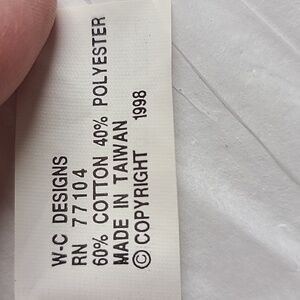 W-C DESIGNS
RN 77104
60% COTTON 40% POLYESTER
MADE IN TAIWAN
© COPYRIGHT 1998